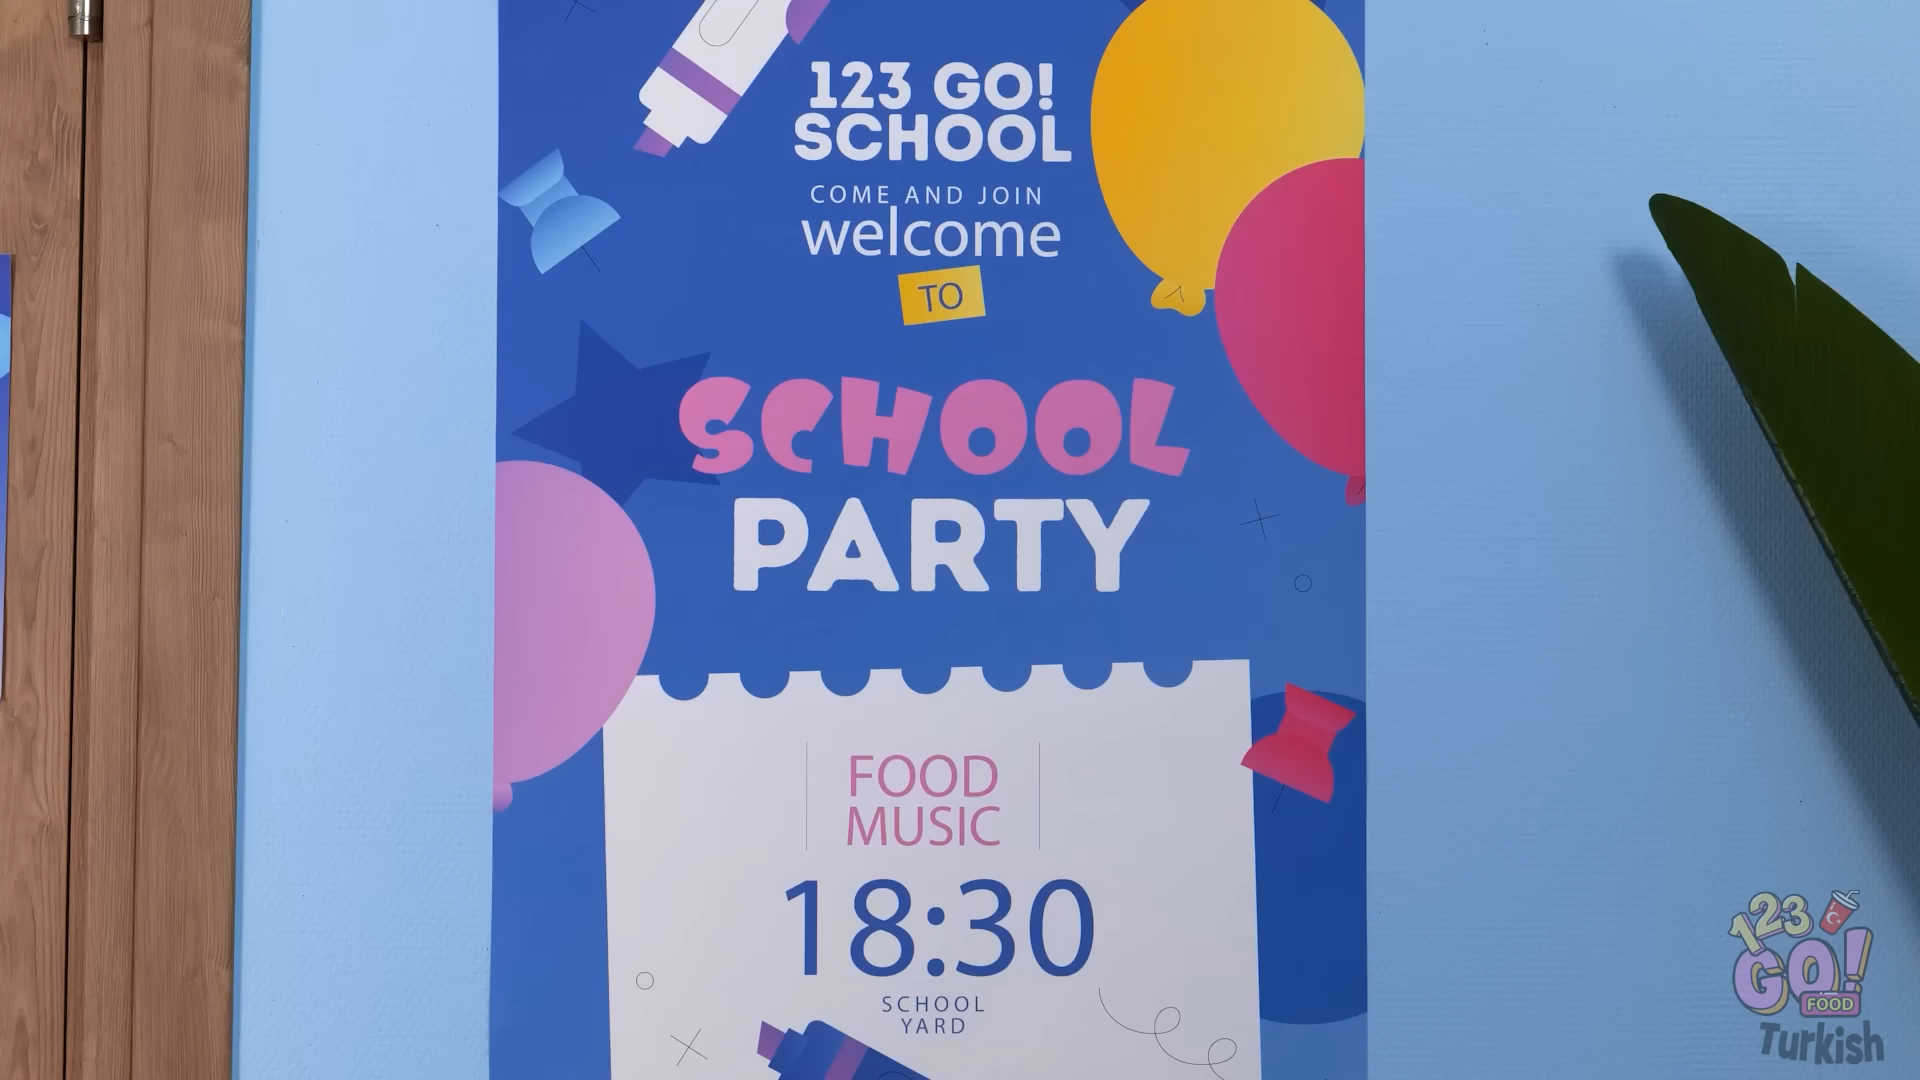 123 GO!
SCHOOL
COME AND JOIN
welcome
TO
SCHOOL
PARTY
FOOD
MUSIC
18:30
SCHOOL
YARD
123
GO!
FOOD
Turkish